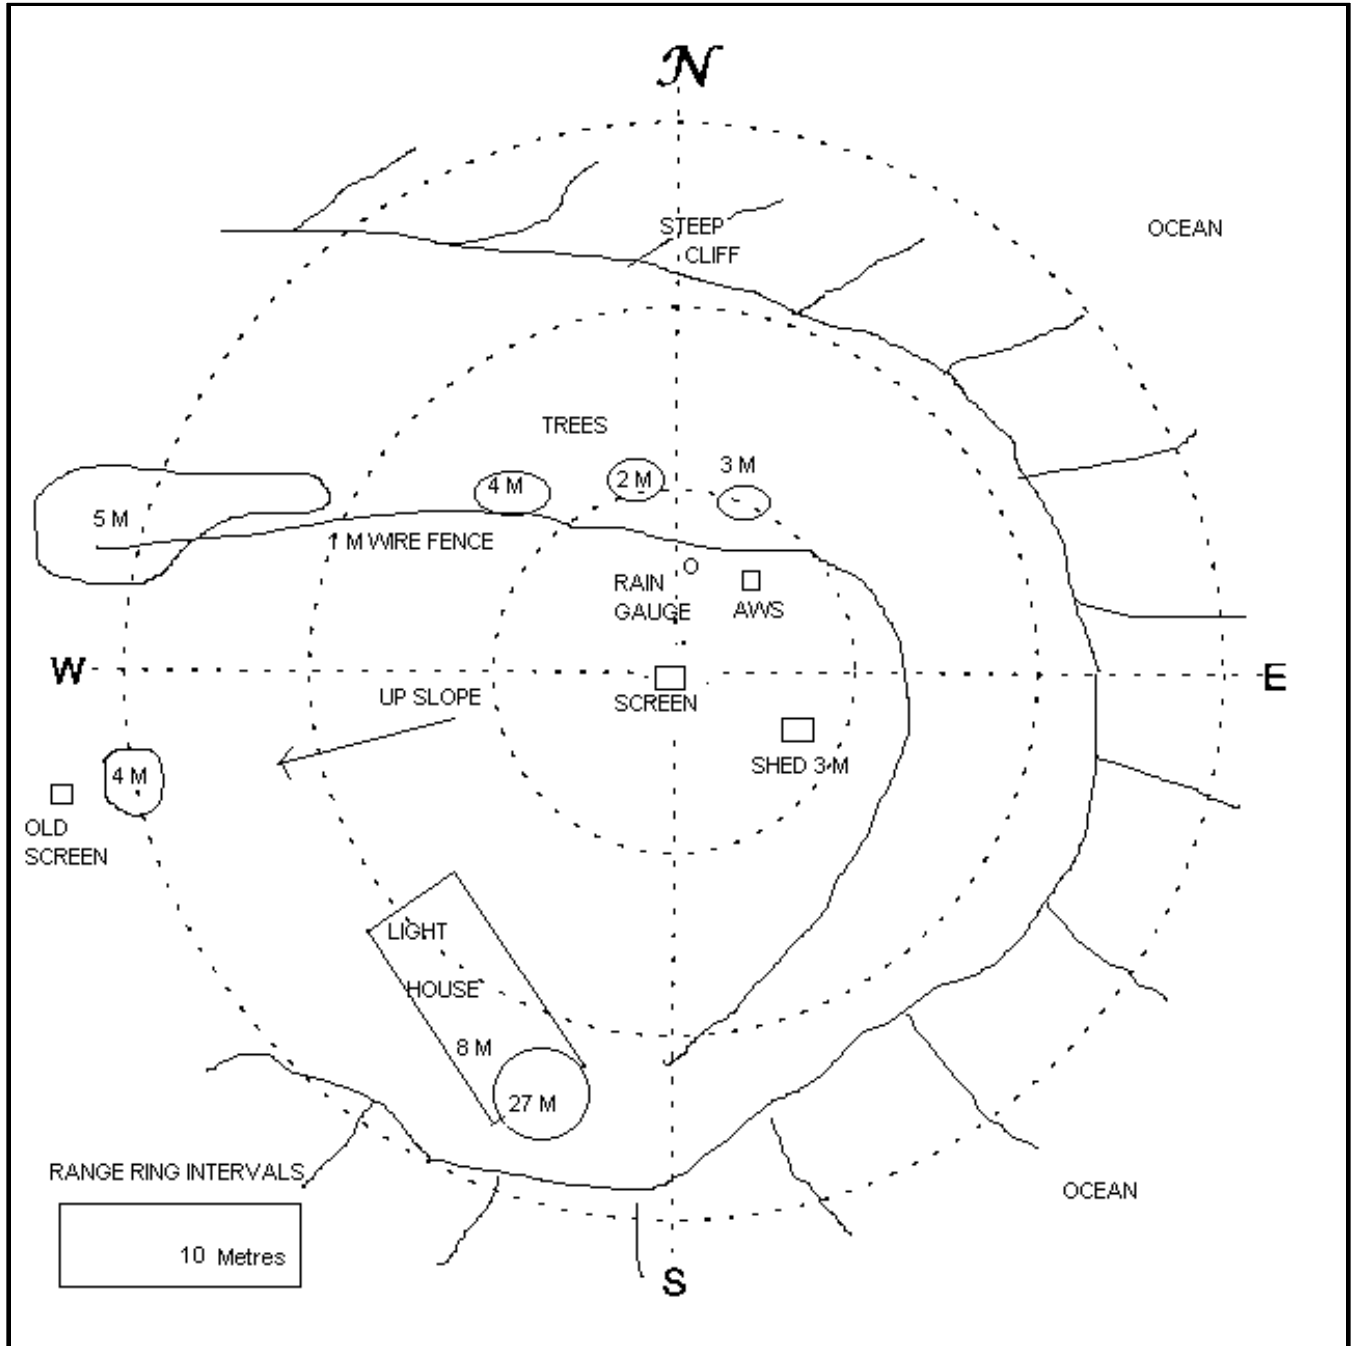 N
STEEP
CLIFF
OCEAN
TREES
3 M
4 M
2 M
5 M
1 M WIRE FENCE
RAIN
GAUGE
AWS
W
E
UP SLOPE
SCREEN
SHED 3 M
4 M
OLD
SCREEN
LIGHT
HOUSE
8 M
27 M
RANGE RING INTERVALS
10 Metres
OCEAN
S